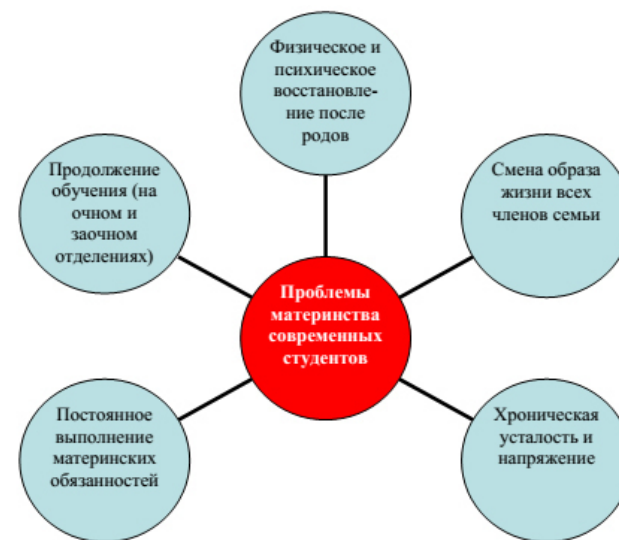 Физическое и
психическое
восстановле-
ние после
родов
Продолжение
обучения (на
очном и
заочном
отделениях)
Смена образа
жизни всех
членов семьи
Проблемы
материнства
современных
студентов
Постоянное
выполнение
материнских
обязанностей
Хроническая
усталость и
напряжение